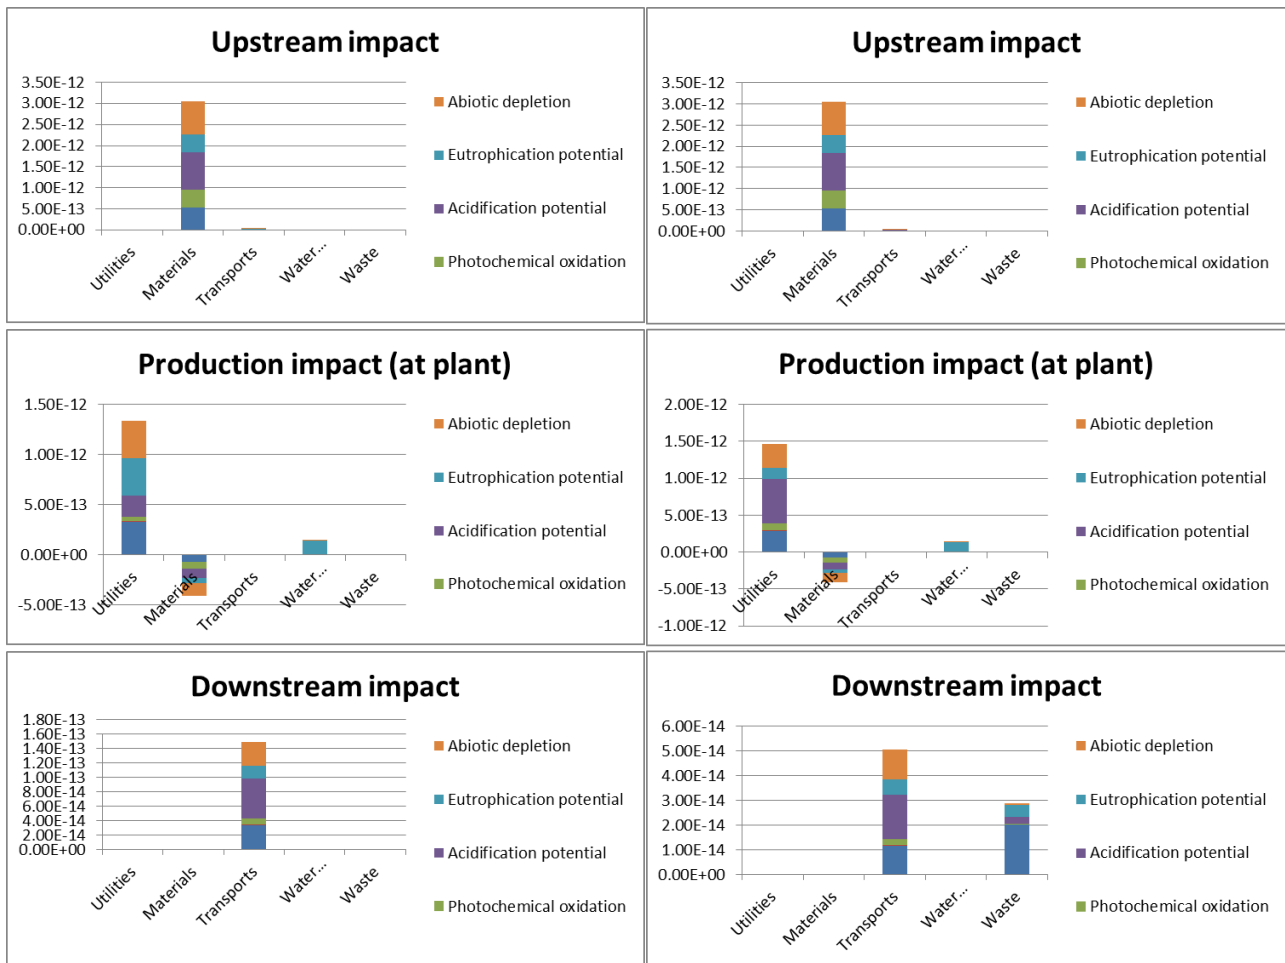 Upstream impact
3.50E-12
3.00E-12
2.50E-12
2.00E-12
1.50E-12
1.00E-12
5.00E-13
0.00E+00
Utilities
Materials
Transports
Water...
Waste
Abiotic depletion
Eutrophication potential
Acidification potential
Photochemical oxidation
Upstream impact
3.50E-12
3.00E-12
2.50E-12
2.00E-12
1.50E-12
1.00E-12
5.00E-13
0.00E+00
Utilities
Materials
Transports
Water...
Waste
Abiotic depletion
Eutrophication potential
Acidification potential
Photochemical oxidation
Production impact (at plant)
1.50E-12
1.00E-12
5.00E-13
0.00E+00
-5.00E-13
Utilities
Materials
Transports
Water...
Waste
Abiotic depletion
Eutrophication potential
Acidification potential
Photochemical oxidation
Production impact (at plant)
2.00E-12
1.50E-12
1.00E-12
5.00E-13
0.00E+00
-5.00E-13
-1.00E-12
Utilities
Materials
Transports
Water...
Waste
Abiotic depletion
Eutrophication potential
Acidification potential
Photochemical oxidation
Downstream impact
1.80E-13
1.60E-13
1.40E-13
1.20E-13
1.00E-13
8.00E-14
6.00E-14
4.00E-14
2.00E-14
0.00E+00
Utilities
Materials
Transports
Water...
Waste
Abiotic depletion
Eutrophication potential
Acidification potential
Photochemical oxidation
Downstream impact
6.00E-14
5.00E-14
4.00E-14
3.00E-14
2.00E-14
1.00E-14
0.00E+00
Utilities
Materials
Transports
Water...
Waste
Abiotic depletion
Eutrophication potential
Acidification potential
Photochemical oxidation